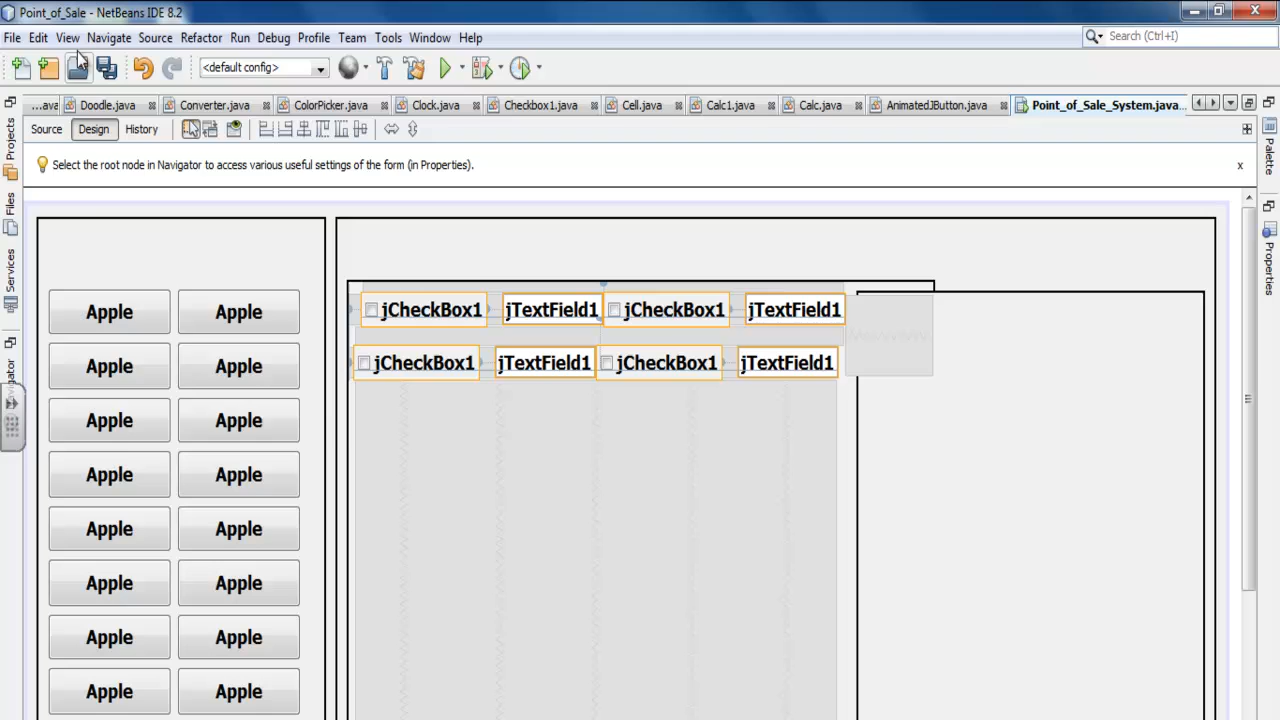 Point_of_Sale - NetBeans IDE 8.2
File Edit View Navigate Source Refactor Run Debug Profile Team Tools Window Help
Search (Ctrl+I)
<default config>
...ava Doodle.java Converter.java ColorPicker.java Clock.java Checkbox1.java Cell.java Calc1.java Calc.java AnimatedJButton.java Point_of_Sale_System.java...
Source Design History
Select the root node in Navigator to access various useful settings of the form (in Properties). x
Projects
Files
Services
Palette
Properties
jCheckBox1 jTextField1 jCheckBox1 jTextField1
jCheckBox1 jTextField1 jCheckBox1 jTextField1
Apple Apple
Apple Apple
Apple Apple
Apple Apple
Apple Apple
Apple Apple
Apple Apple
Apple Apple